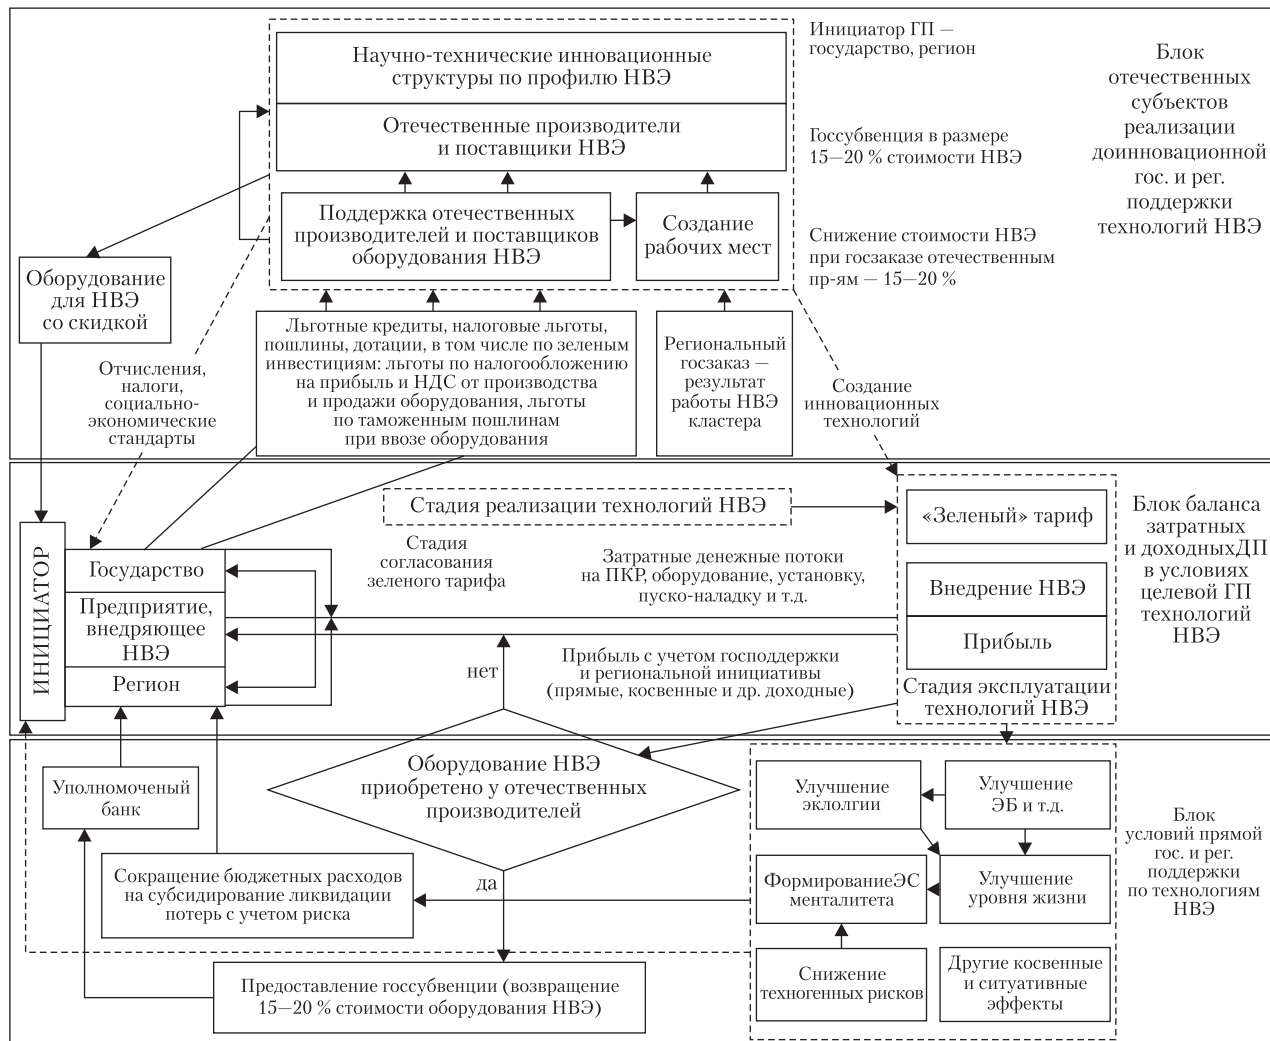 Научно-технические инновационные
структуры по профилю НВЭ
Отечественные производители
и поставщики НВЭ
Поддержка отечественных
производителей и поставщиков
оборудования НВЭ
Создание
рабочих мест
Инициатор ГП —
государство, регион
Госсубвенция в размере
15—20 % стоимости НВЭ
Снижение стоимости НВЭ
при госзаказе отечественным
пр-ям — 15—20 %
Блок
отечественных
субъектов
реализации
доинновационной
гос. и рег.
поддержки
технологий НВЭ
Оборудование
для НВЭ
со скидкой
Отчисления,
налоги,
социально-
экономические
стандарты
Льготные кредиты, налоговые льготы,
пошлины, дотации, в том числе по зеленым
инвестициям: льготы по налогообложению
на прибыль и НДС от производства
и продажи оборудования, льготы
по таможенным пошлинам
при ввозе оборудования
Региональный
госзаказ —
результат
работы НВЭ
кластера
Создание
инновационных
технологий
Стадия реализации технологий НВЭ
«Зеленый» тариф
Внедрение НВЭ
Прибыль
Стадия эксплуатации
технологий НВЭ
Блок баланса
затратных
и доходныхДП
в условиях
целевой ГП
технологий
НВЭ
ИНИЦИАТОР
Государство
Предприятие,
внедряющее
НВЭ
Регион
Стадия
согласования
зеленого тарифа
Затратные денежные потоки
на ПКР, оборудование, установку,
пуско-наладку и т.д.
нет
Прибыль с учетом господдержки
и региональной инициативы
(прямые, косвенные и др. доходные)
Оборудование НВЭ
приобретено у отечественных
производителей
да
Уполномоченый
банк
Сокращение бюджетных расходов
на субсидирование ликвидации
потерь с учетом риска
Предоставление госсубвенции (возвращение
15—20 % стоимости оборудования НВЭ)
Улучшение
эклолгии
Улучшение
ЭБ и т.д.
ФормированиеЭС
менталитета
Улучшение
уровня жизни
Снижение
техногенных рисков
Другие косвенные
и ситуативные
эффекты
Блок
условий прямой
гос. и рег.
поддержки
по технологиям
НВЭ